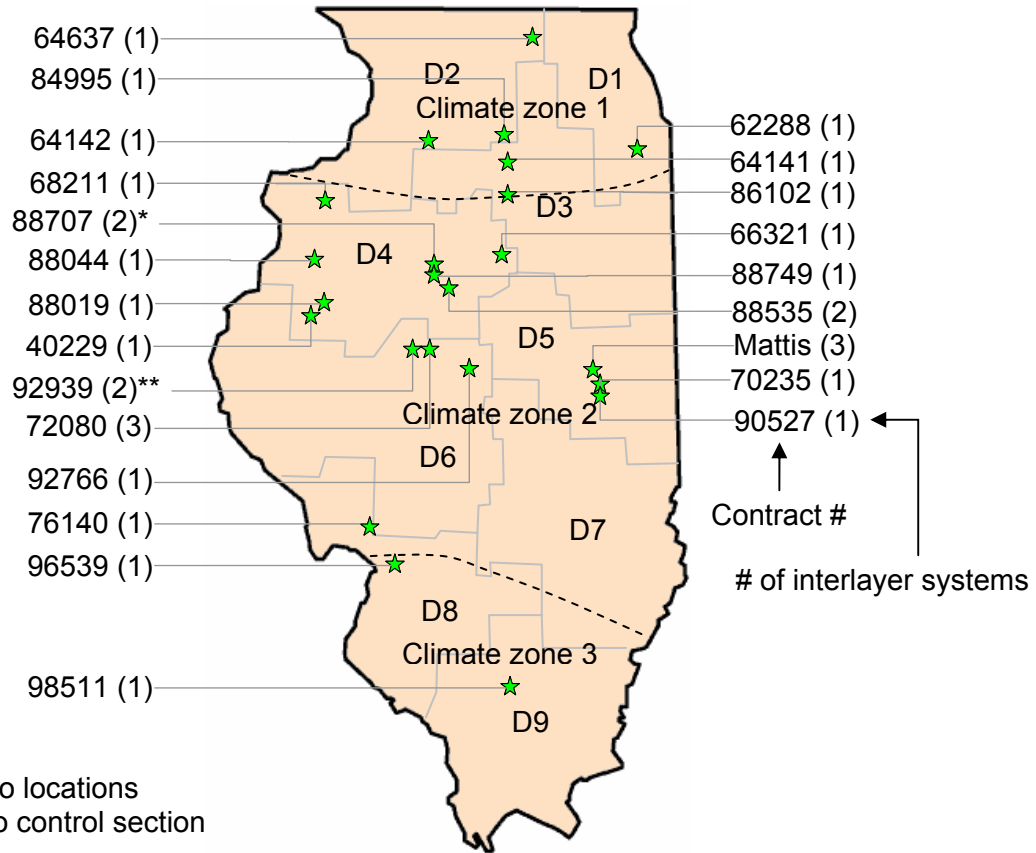 64637 (1)
84995 (1)
64142 (1)
68211 (1)
88707 (2)*
88044 (1)
88019 (1)
40229 (1)
92939 (2)**
72080 (3)
92766 (1)
76140 (1)
96539 (1)
98511 (1)
D2
D1
Climate zone 1
D3
D4
D5
Climate zone 2
D6
D7
D8
Climate zone 3
D9
62288 (1)
64141 (1)
86102 (1)
66321 (1)
88749 (1)
88535 (2)
Mattis (3)
70235 (1)
90527 (1)
Contract #
# of interlayer systems
o locations
o control section